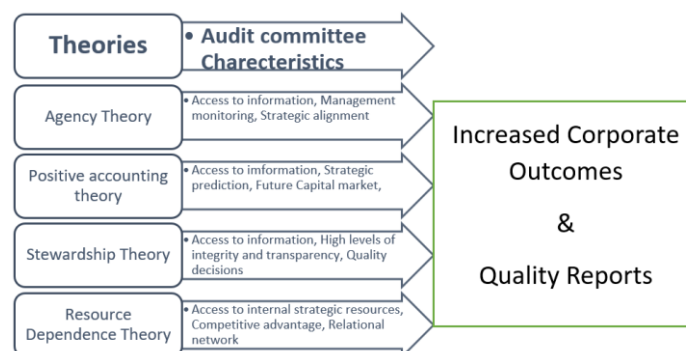 Theories
• Audit committee
Charecteristics
Agency Theory
• Access to information, Management
monitoring, Strategic alignment
Positive accounting
theory
• Access to imformation, Strategic
prediction, Future Capital market,
Stewardship Theory
• Access to information, High levels of
integrity and transparency, Quality
decisions
Resource
Dependence Theory
• Access to internal strategic resources,
Competitive advantage, Relational
network
Increased Corporate
Outcomes
&
Quality Reports